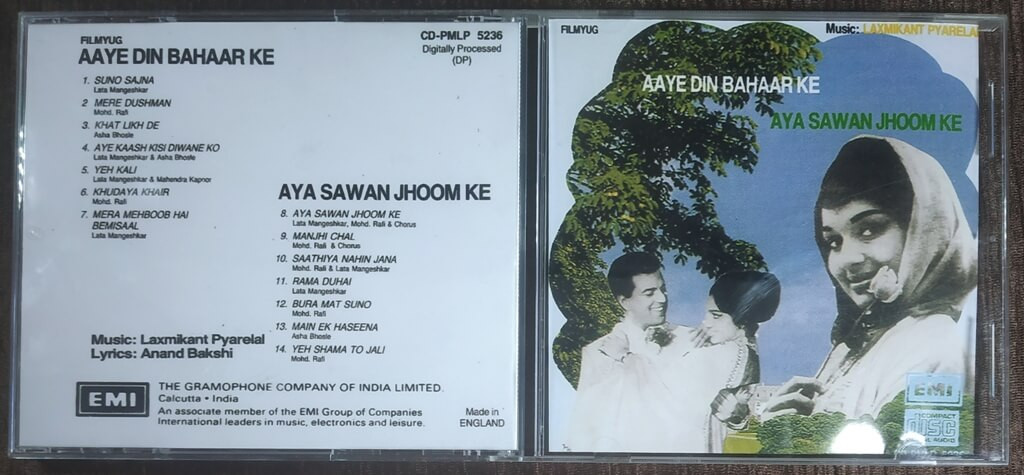 FILMYUG
AAYE DIN BAHAAR KE
CD-PMLP 5236
Digitally Processed
(DP)
1. SUNO SAJNA
Lata Mangeshkar
2 MERE DUSHMAN
Mohd. Rafi
3. KHAT LIKH DE
Asha Bhosle
4. AYE KAASH KISI DIWANE KO
Lata Mangeshkar & Asha Bhosle
5. YEH KALI
Lata Mangeshkar & Mahendra Kapoor
6. KHUDAYA KHAIR
Mohd. Rafi
7. MERA MEHBOOB HAI
BEMISAAL
Lata Mangeshkar
AYA SAWAN JHOOM KE
8. AYA SAWAN JHOOM KE
Lata Mangeshkar, Mohd. Rafi & Chorus
9. MANJHI CHAL
Mohd. Rafi & Chorus
10. SAATHIYA NAHIN JANA
Mohd. Rafi & Lata Mangeshkar
11. RAMA DUHAI
Lata Mangeshkar
12. BURA MAT SUNO
Mohd. Rafi
13. MAIN EK HASEENA
Asha Bhosle
14. YEH SHAMA TO JALI
Mohd. Rafi
Music: Laxmikant Pyarelal
Lyrics: Anand Bakshi
EMI
THE GRAMOPHONE COMPANY OF INDIA LIMITED.
Calcutta • India
An associate member of the EMI Group of Companies
International leaders in music, electronics and leisure.
Made in
ENGLAND
FILMYUG
Music: LAXMIKANT PYARELAL
AAYE DIN BAHAAR KE
AYA SAWAN JHOOM KE
EMI
COMPACT
disc